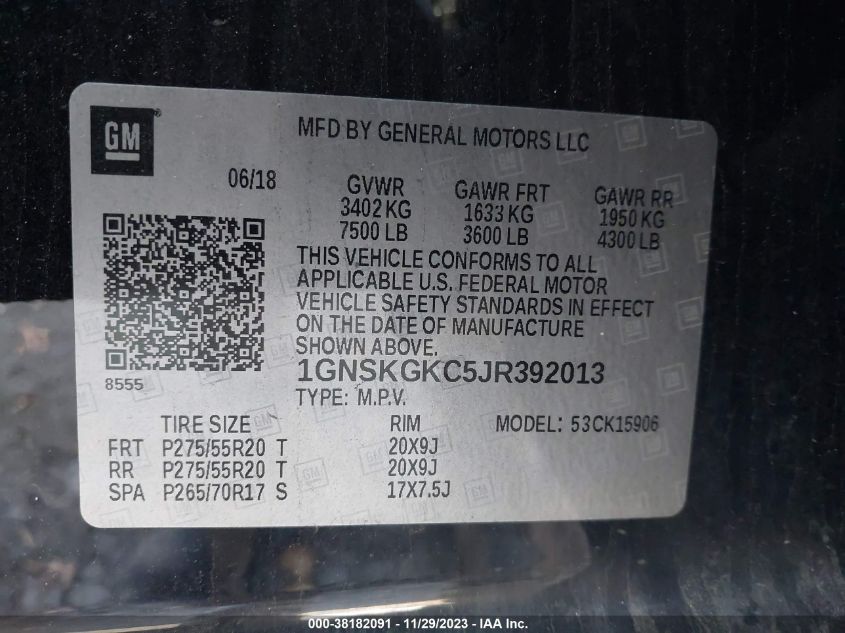 GM
MFD BY GENERAL MOTORS LLC
06/18 GVWR GAWR FRT GAWR RR
3402 KG 1633 KG 1950 KG
7500 LB 3600 LB 4300 LB
THIS VEHICLE CONFORMS TO ALL
APPLICABLE U.S. FEDERAL MOTOR
VEHICLE SAFETY STANDARDS IN EFFECT
ON THE DATE OF MANUFACTURE
SHOWN ABOVE.
8555
1GNSKGKC5JR392013
TYPE: M.P.V.
TIRE SIZE RIM MODEL: 53CK15906
FRT P275/55R20 T 20X9J
RR P275/55R20 T 20X9J
SPA P265/70R17 S 17X7.5J
000-38182091 - 11/29/2023 - IAA Inc.